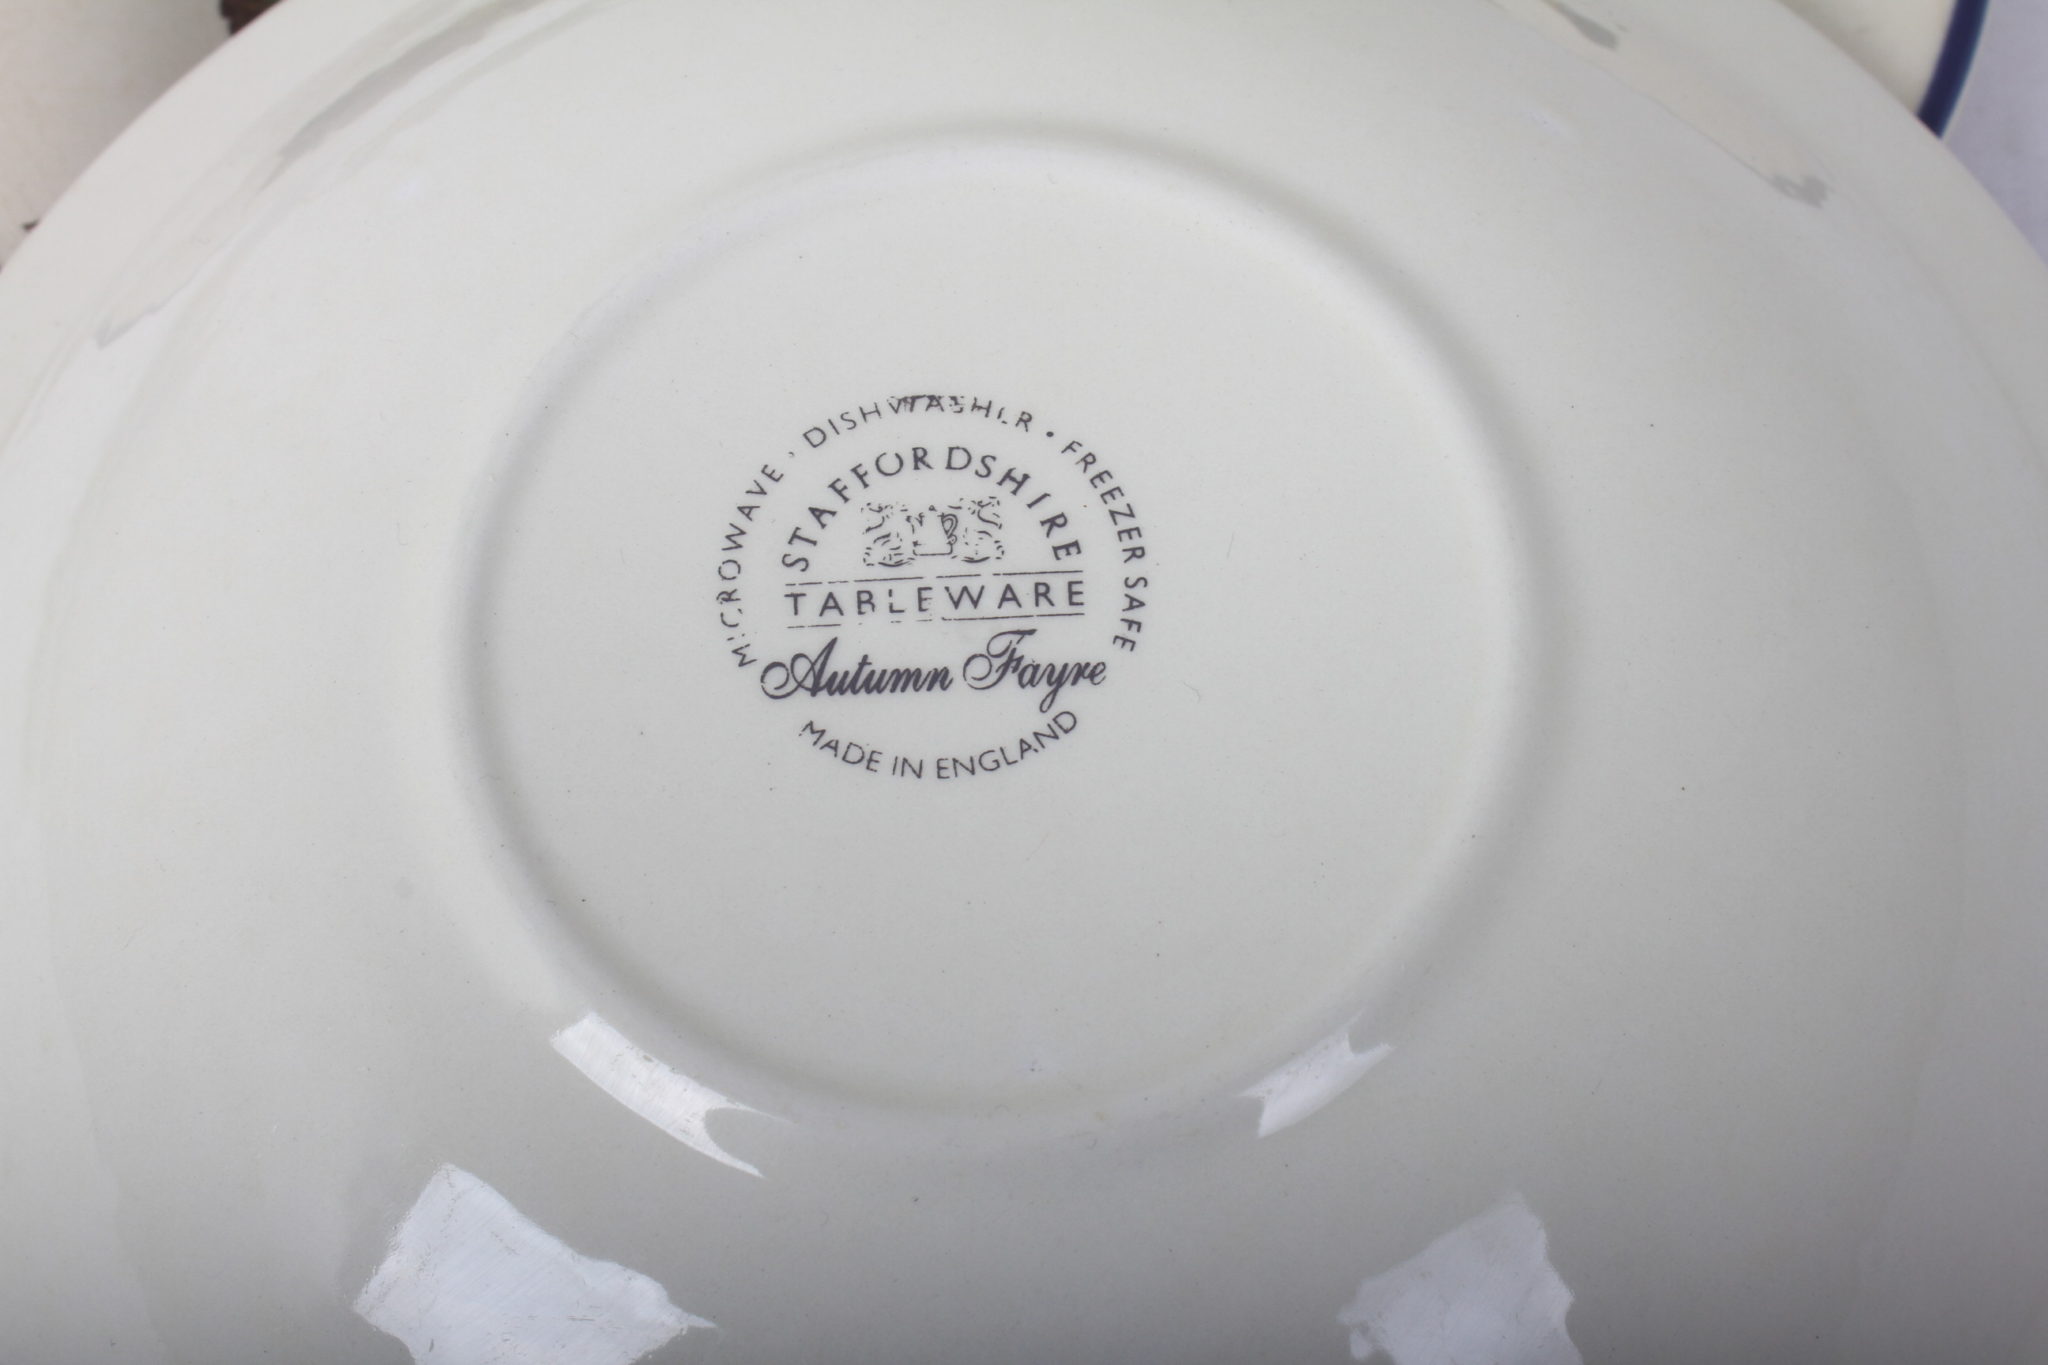 MICROWAVE · DISHWASHER · FREEZER SAFE
STAFFORDSHIRE
TABLEWARE
Autumn Fayre
MADE IN ENGLAND